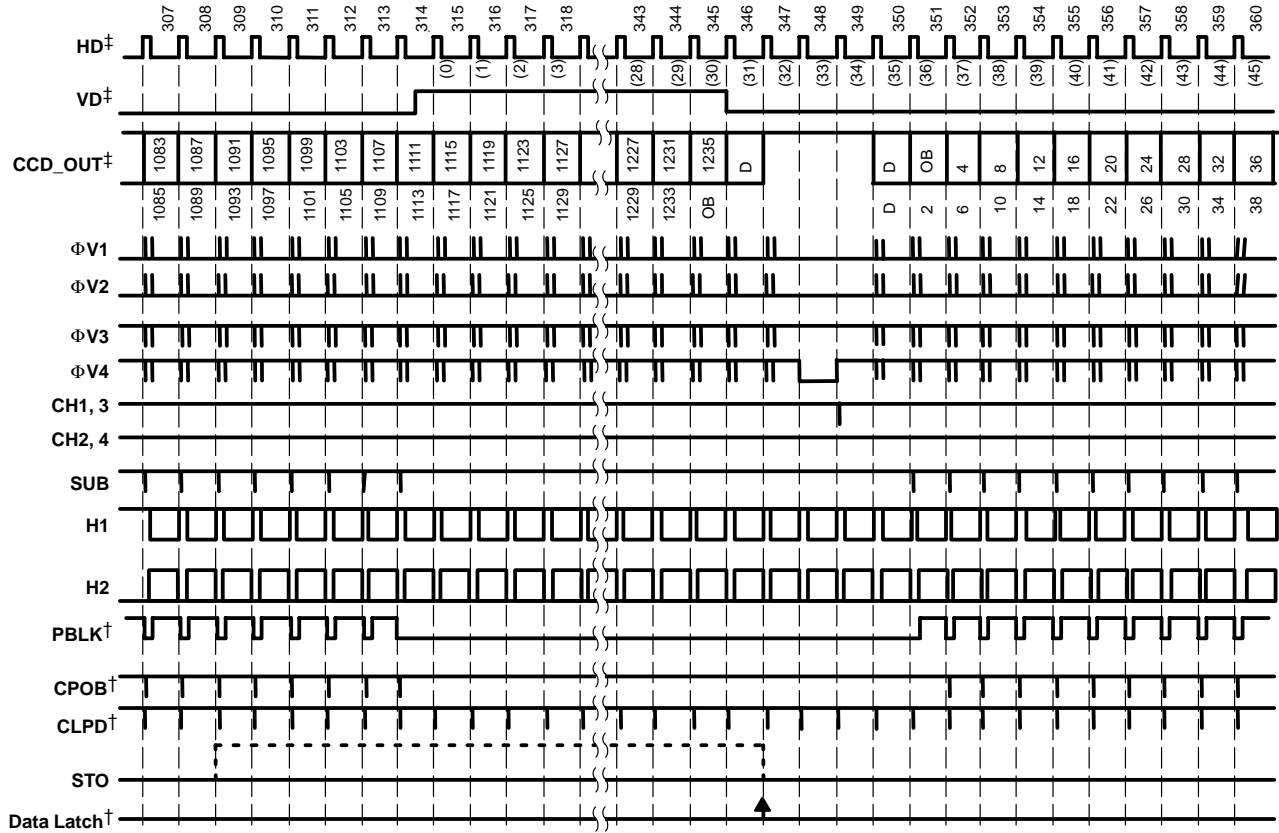 307 308 309 310 311 312 313 314 315 316 317 318 343 344 345 346 347 348 349 350 351 352 353 354 355 356 357 358 359 360
HD‡
(0) (1) (2) (3) (28) (29) (30) (31) (32) (33) (34) (35) (36) (37) (38) (39) (40) (41) (42) (43) (44) (45)
VD‡
CCD_OUT‡ 1083 1087 1091 1095 1099 1103 1107 1111 1115 1119 1123 1127 1227 1231 1235 D D OB 4 8 12 16 20 24 28 32 36
1085 1089 1093 1097 1101 1105 1109 1113 1117 1121 1125 1129 1229 1233 OB D 2 6 10 14 18 22 26 30 34 38
ΦV1
ΦV2
ΦV3
ΦV4
CH1, 3
CH2, 4
SUB
H1
H2
PBLK†
CPOB†
CLPD†
STO
Data Latch†